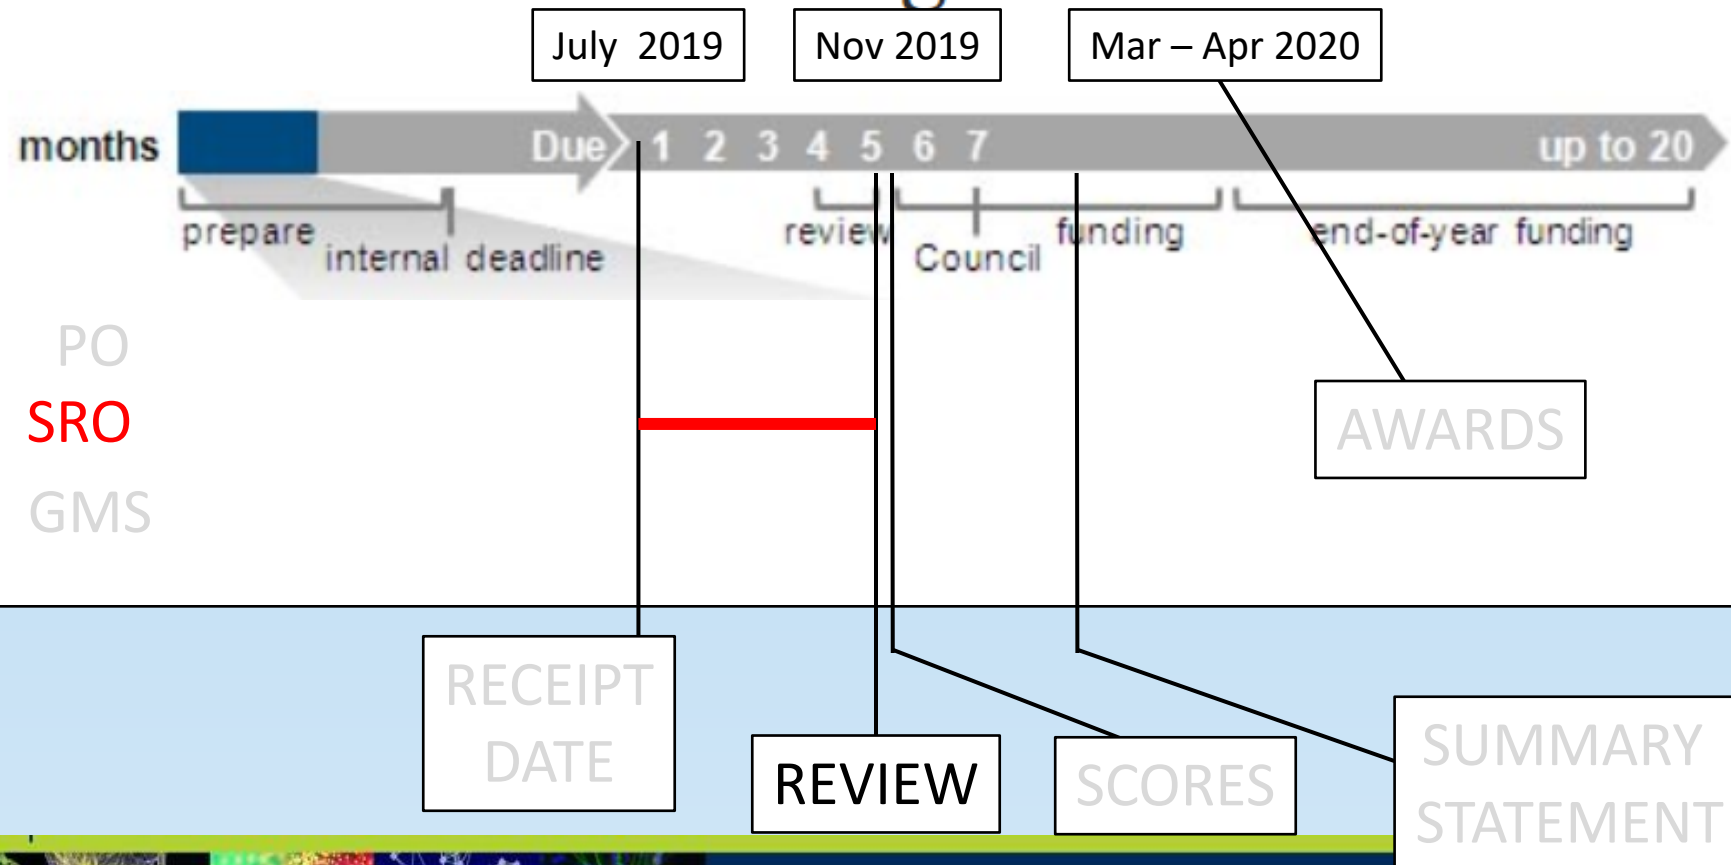 July 2019
Nov 2019
Mar – Apr 2020
months
Due 1 2 3 4 5 6 7 up to 20
prepare
internal deadline
review
Council
funding
end-of-year funding
PO
SRO
GMS
AWARDS
RECEIPT
DATE
REVIEW
SCORES
SUMMARY
STATEMENT